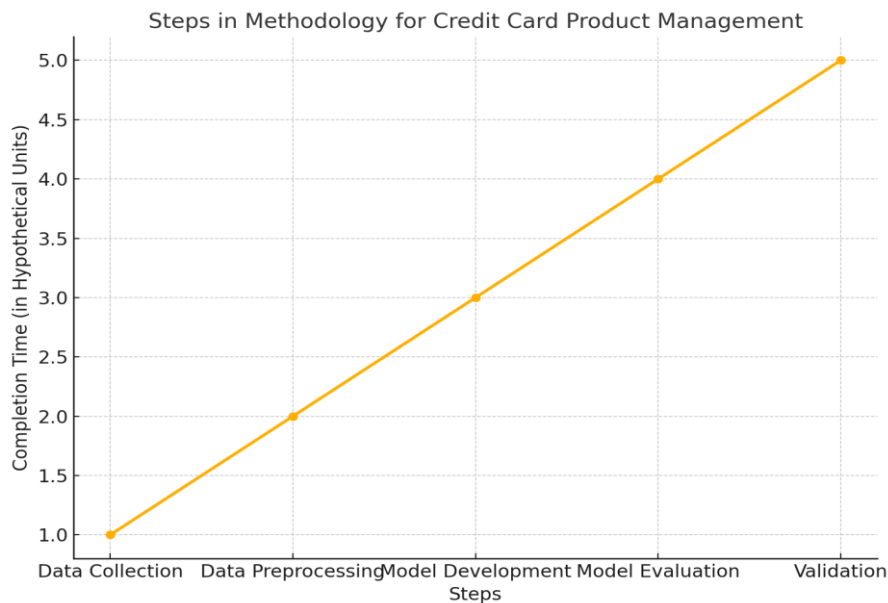 Steps in Methodology for Credit Card Product Management
Completion Time (in Hypothetical Units)
5.0
4.5
4.0
3.5
3.0
2.5
2.0
1.5
1.0
Data Collection Data Preprocessing Model Development Model Evaluation Validation
Steps